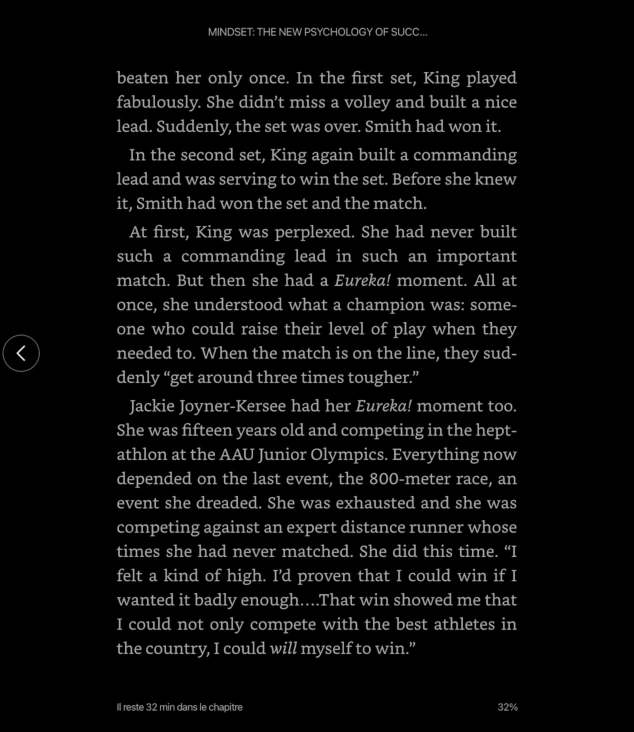 MINDSET: THE NEW PSYCHOLOGY OF SUCC...
beaten her only once. In the first set, King played
fabulously. She didn’t miss a volley and built a nice
lead. Suddenly, the set was over. Smith had won it.
In the second set, King again built a commanding
lead and was serving to win the set. Before she knew
it, Smith had won the set and the match.
At first, King was perplexed. She had never built
such a commanding lead in such an important
match. But then she had a Eureka! moment. All at
once, she understood what a champion was: some-
one who could raise their level of play when they
needed to. When the match is on the line, they sud-
denly “get around three times tougher.”
Jackie Joyner-Kersee had her Eureka! moment too.
She was fifteen years old and competing in the hept-
athlon at the AAU Junior Olympics. Everything now
depended on the last event, the 800-meter race, an
event she dreaded. She was exhausted and she was
competing against an expert distance runner whose
times she had never matched. She did this time. “I
felt a kind of high. I’d proven that I could win if I
wanted it badly enough....That win showed me that
I could not only compete with the best athletes in
the country, I could will myself to win.”
Il reste 32 min dans le chapitre
32%